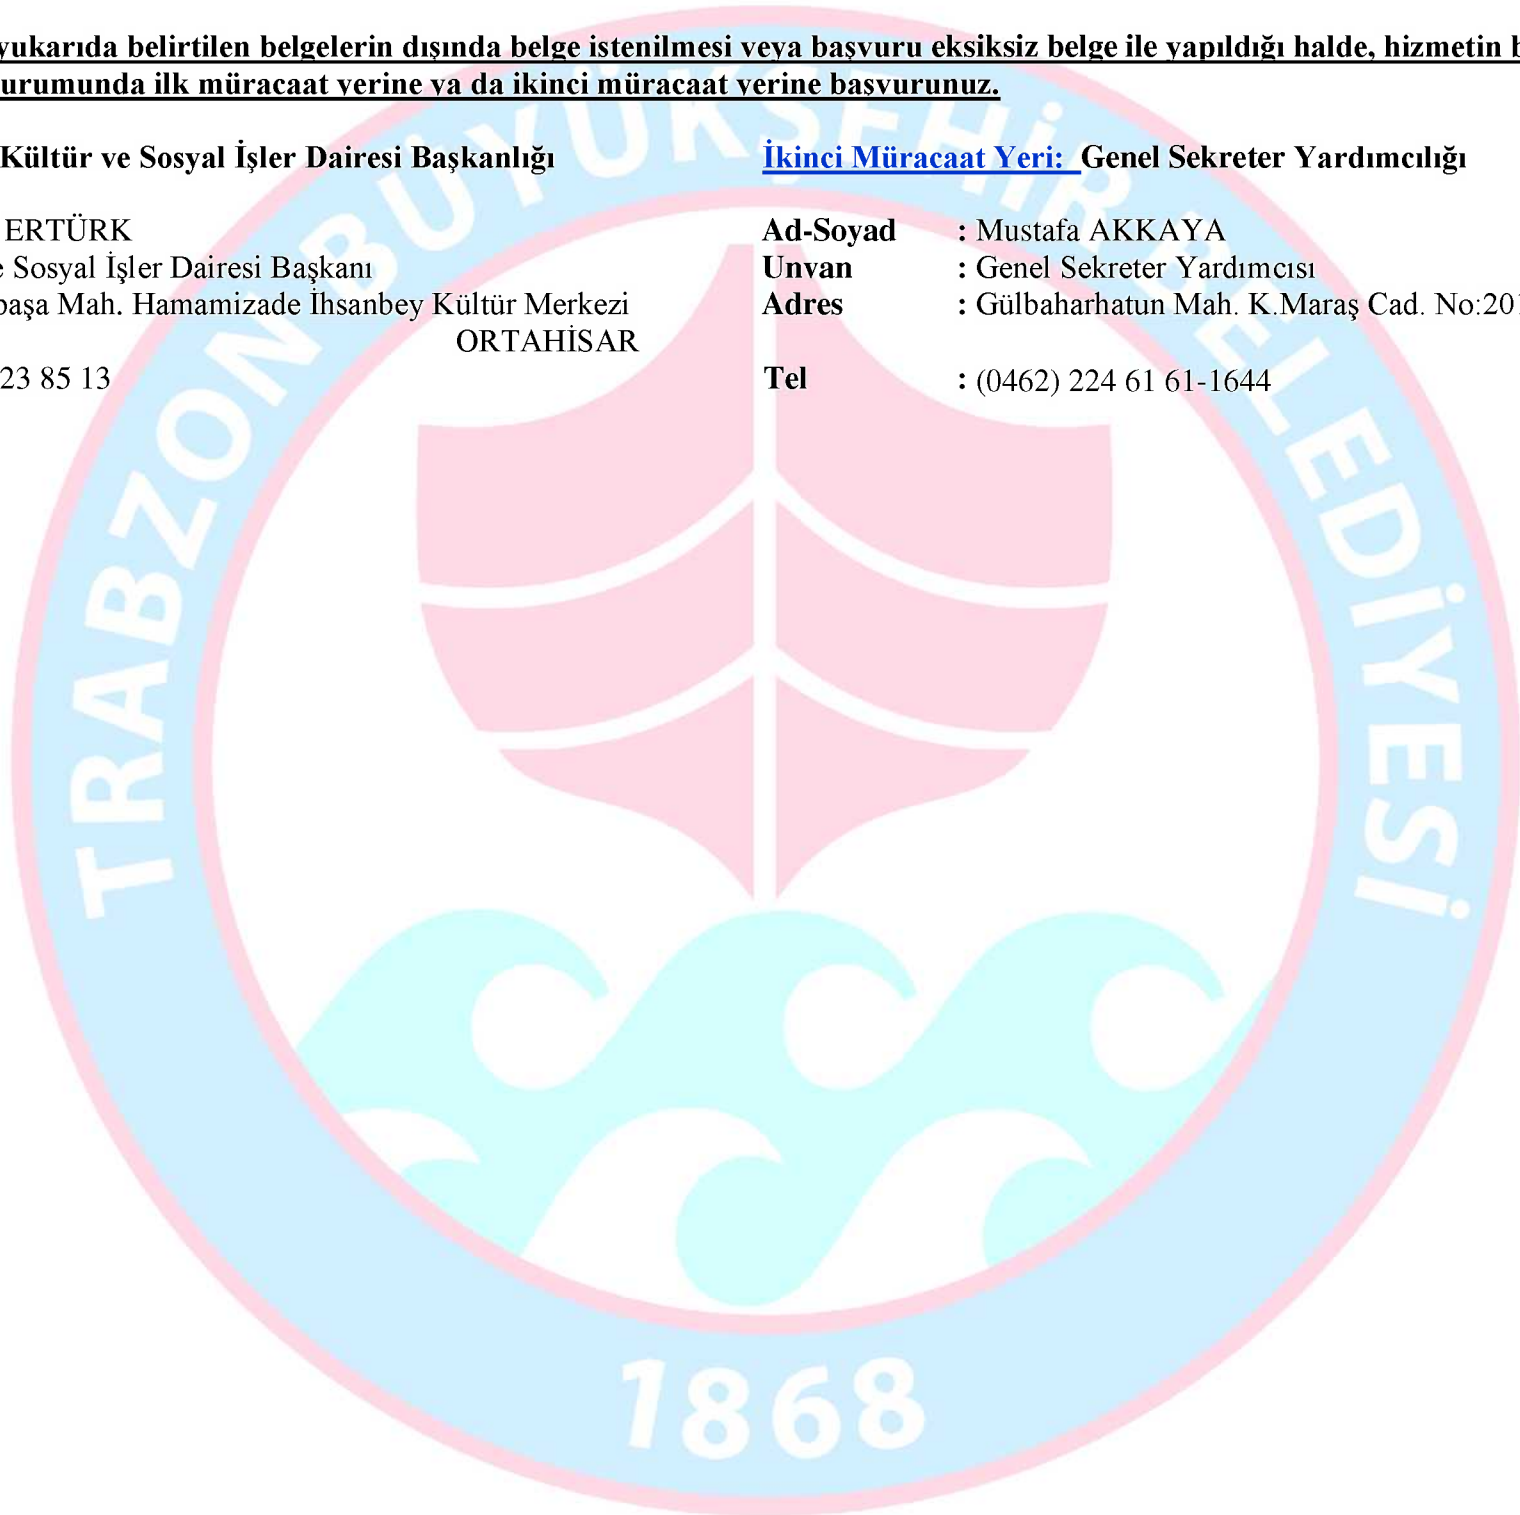 yukarıda belirtilen belgelerin dışında belge istenilmesi veya başvuru eksiksiz belge ile yapıldığı halde, hizmetin
urumunda ilk müracaat yerine ya da ikinci müracaat yerine başvurunuz.
Kültür ve Sosyal İşler Dairesi Başkanlığı
ERTÜRK
e Sosyal İşler Dairesi Başkanı
paşa Mah. Hamamizade İhsanbey Kültür Merkezi
ORTAHİSAR
23 85 13
İkinci Müracaat Yeri: Genel Sekreter Yardımcılığı
Ad-Soyad : Mustafa AKKAYA
Unvan : Genel Sekreter Yardımcısı
Adres : Gülbaharhatun Mah. K.Maraş Cad. No:201
Tel : (0462) 224 61 61-1644
TRABZON BÜYÜKŞEHİR BELEDİYESİ
1868